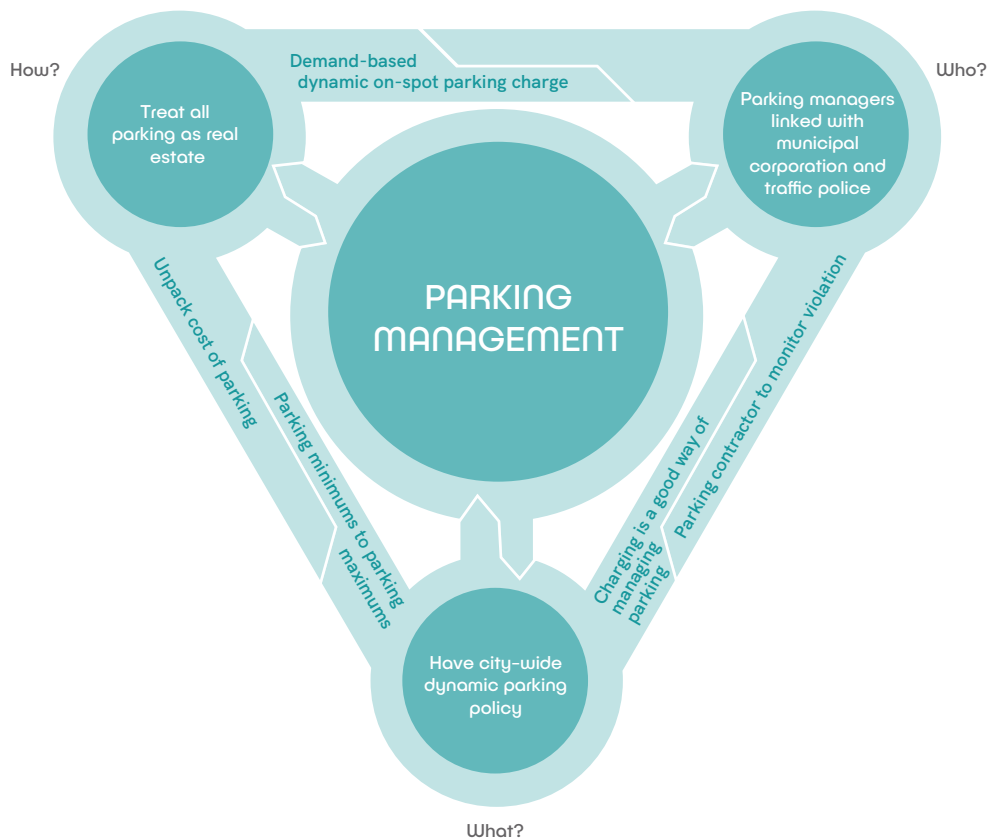 How?
Treat all
parking as real
estate
Demand-based
dynamic on-spot parking charge
Who?
Parking managers
linked with
municipal
corporation and
traffic police
PARKING
MANAGEMENT
Unpack cost of parking
Parking minimums to parking
maximums
Charging is a good way of
managing
parking
Parking contractor to monitor violation
Have city-wide
dynamic parking
policy
What?